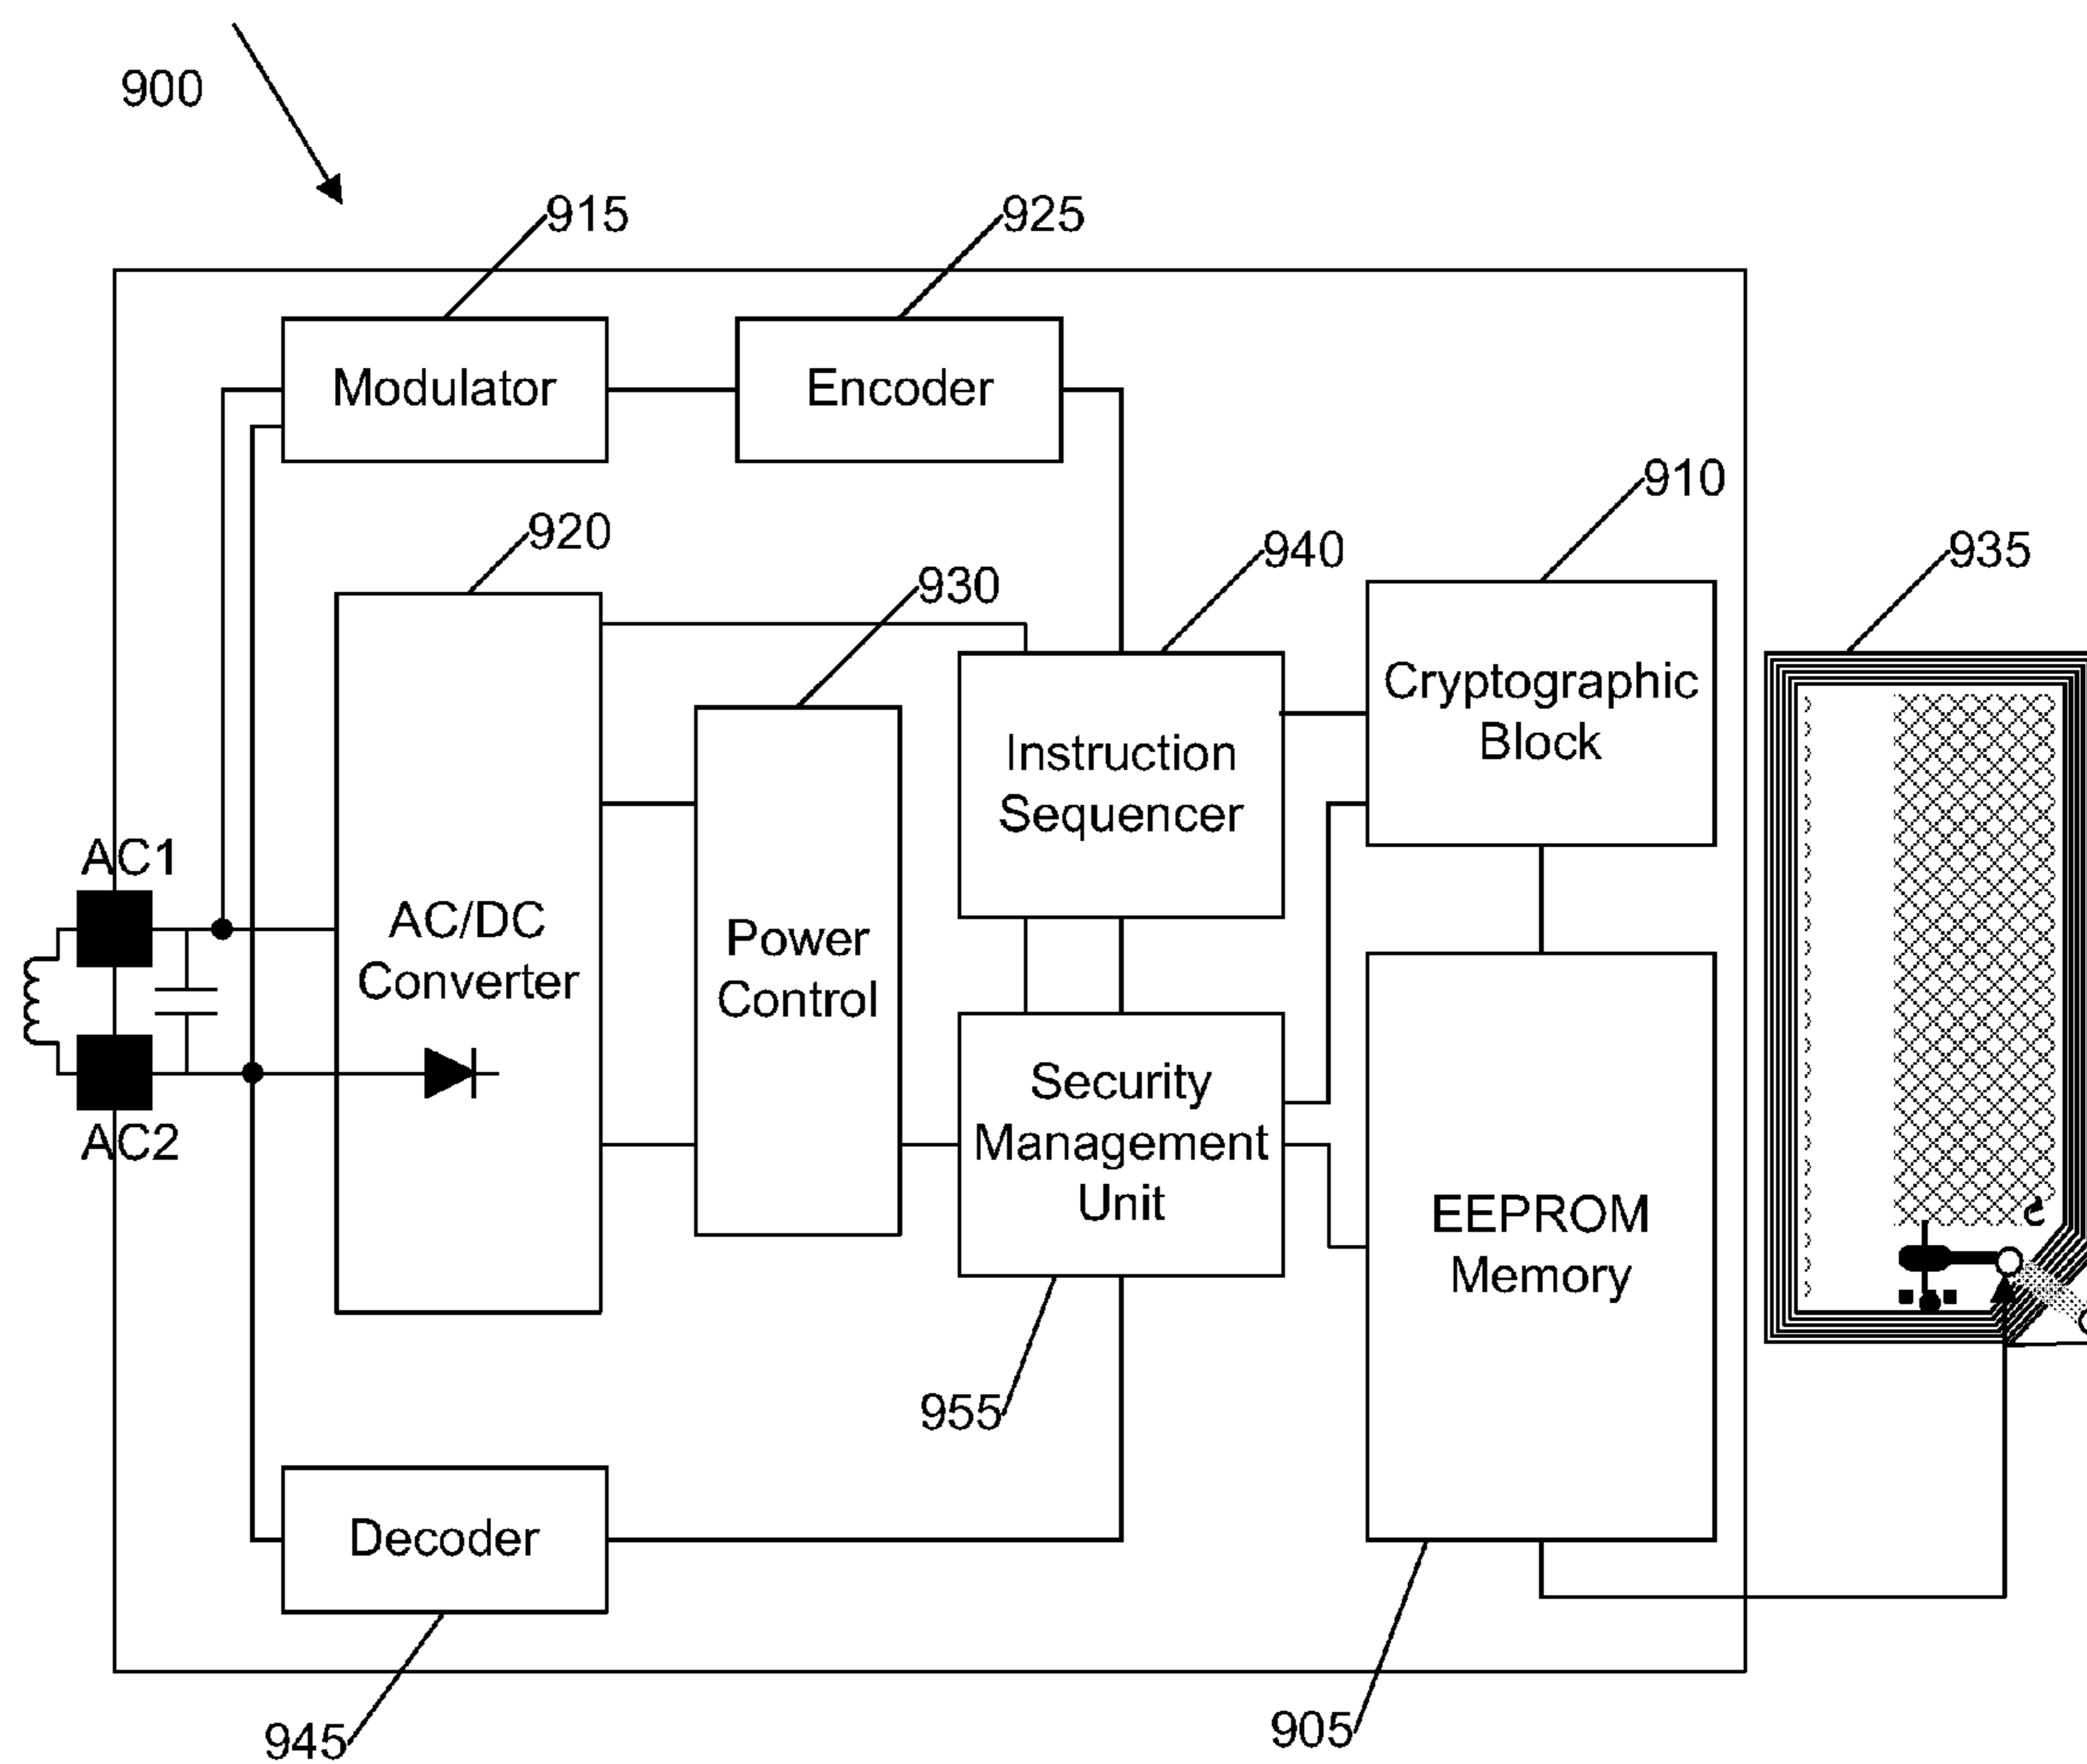 900
915
925
Modulator
Encoder
910
920
940
935
930
Cryptographic
Block
Instruction
Sequencer
AC1
AC/DC
Converter
Power
Control
Security
Management
Unit
AC2
EEPROM
Memory
955
Decoder
945
905